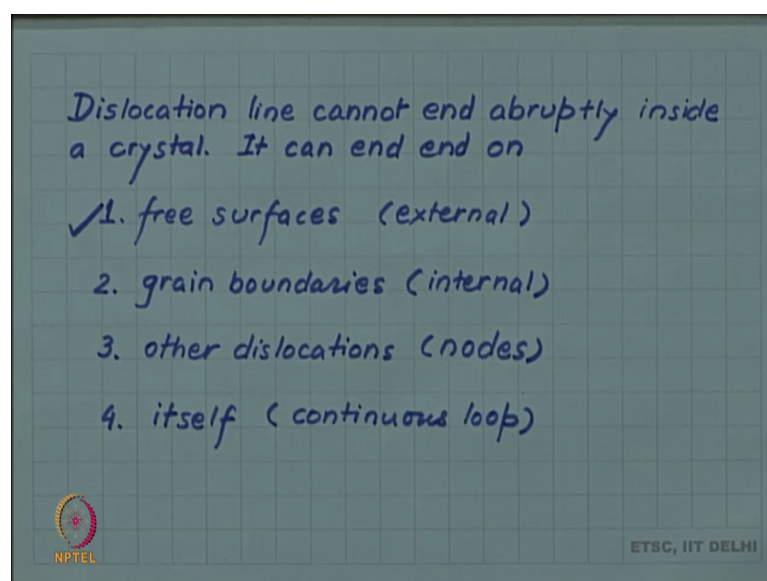 Dislocation line cannot end abruptly inside
a crystal. It can end end on
✓1. free surfaces (external)
2. grain boundaries (internal)
3. other dislocations (nodes)
4. itself (continuous loop)
NPTEL
ETSC, IIT DELHI